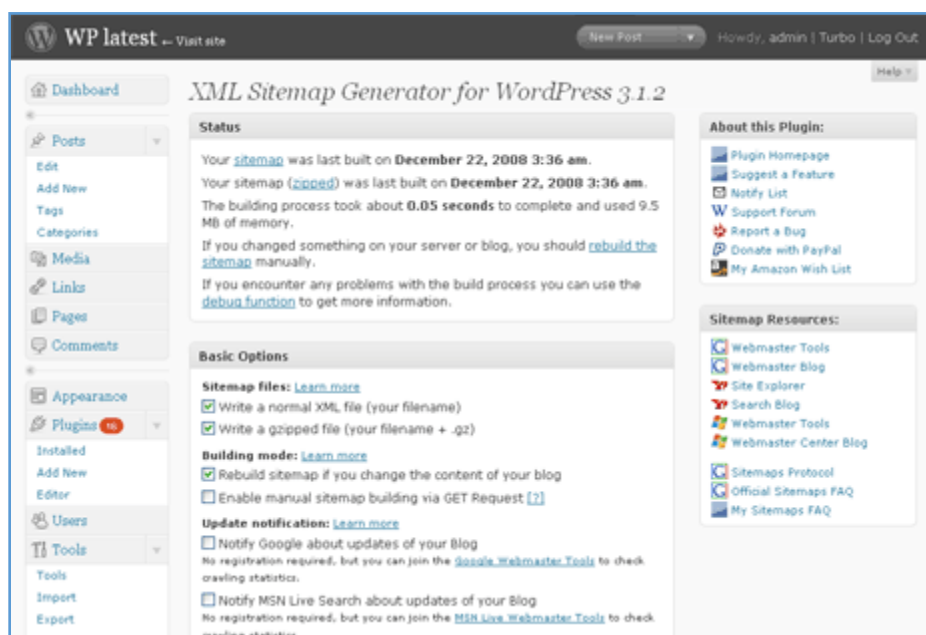 WP latest ← Visit site
New Post
Howdy, admin | Turbo | Log Out
Help
Dashboard
Posts
Edit
Add New
Tags
Categories
Media
Links
Pages
Comments
Appearance
Plugins 16
Installed
Add New
Editor
Users
Tools
Tools
Import
Export
XML Sitemap Generator for WordPress 3.1.2
Status
Your sitemap was last built on December 22, 2008 3:36 am.
Your sitemap (zipped) was last built on December 22, 2008 3:36 am.
The building process took about 0.05 seconds to complete and used 9.5
MB of memory.
If you changed something on your server or blog, you should rebuild the
sitemap manually.
If you encounter any problems with the build process you can use the
debug function to get more information.
Basic Options
Sitemap files: Learn more
Write a normal XML file (your filename)
Write a gzipped file (your filename + .gz)
Building mode: Learn more
Rebuild sitemap if you change the content of your blog
Enable manual sitemap building via GET Request [?]
Update notification: Learn more
Notify Google about updates of your Blog
No registration required, but you can join the Google Webmaster Tools to check
crawling statistics.
Notify MSN Live Search about updates of your Blog
No registration required, but you can join the MSN Live Webmaster Tools to check
crawling statistics.
About this Plugin:
Plugin Homepage
Suggest a Feature
Notify List
Support Forum
Report a Bug
Donate with PayPal
My Amazon Wish List
Sitemap Resources:
Webmaster Tools
Webmaster Blog
Site Explorer
Search Blog
Webmaster Tools
Webmaster Center Blog
Sitemaps Protocol
Official Sitemaps FAQ
My Sitemaps FAQ